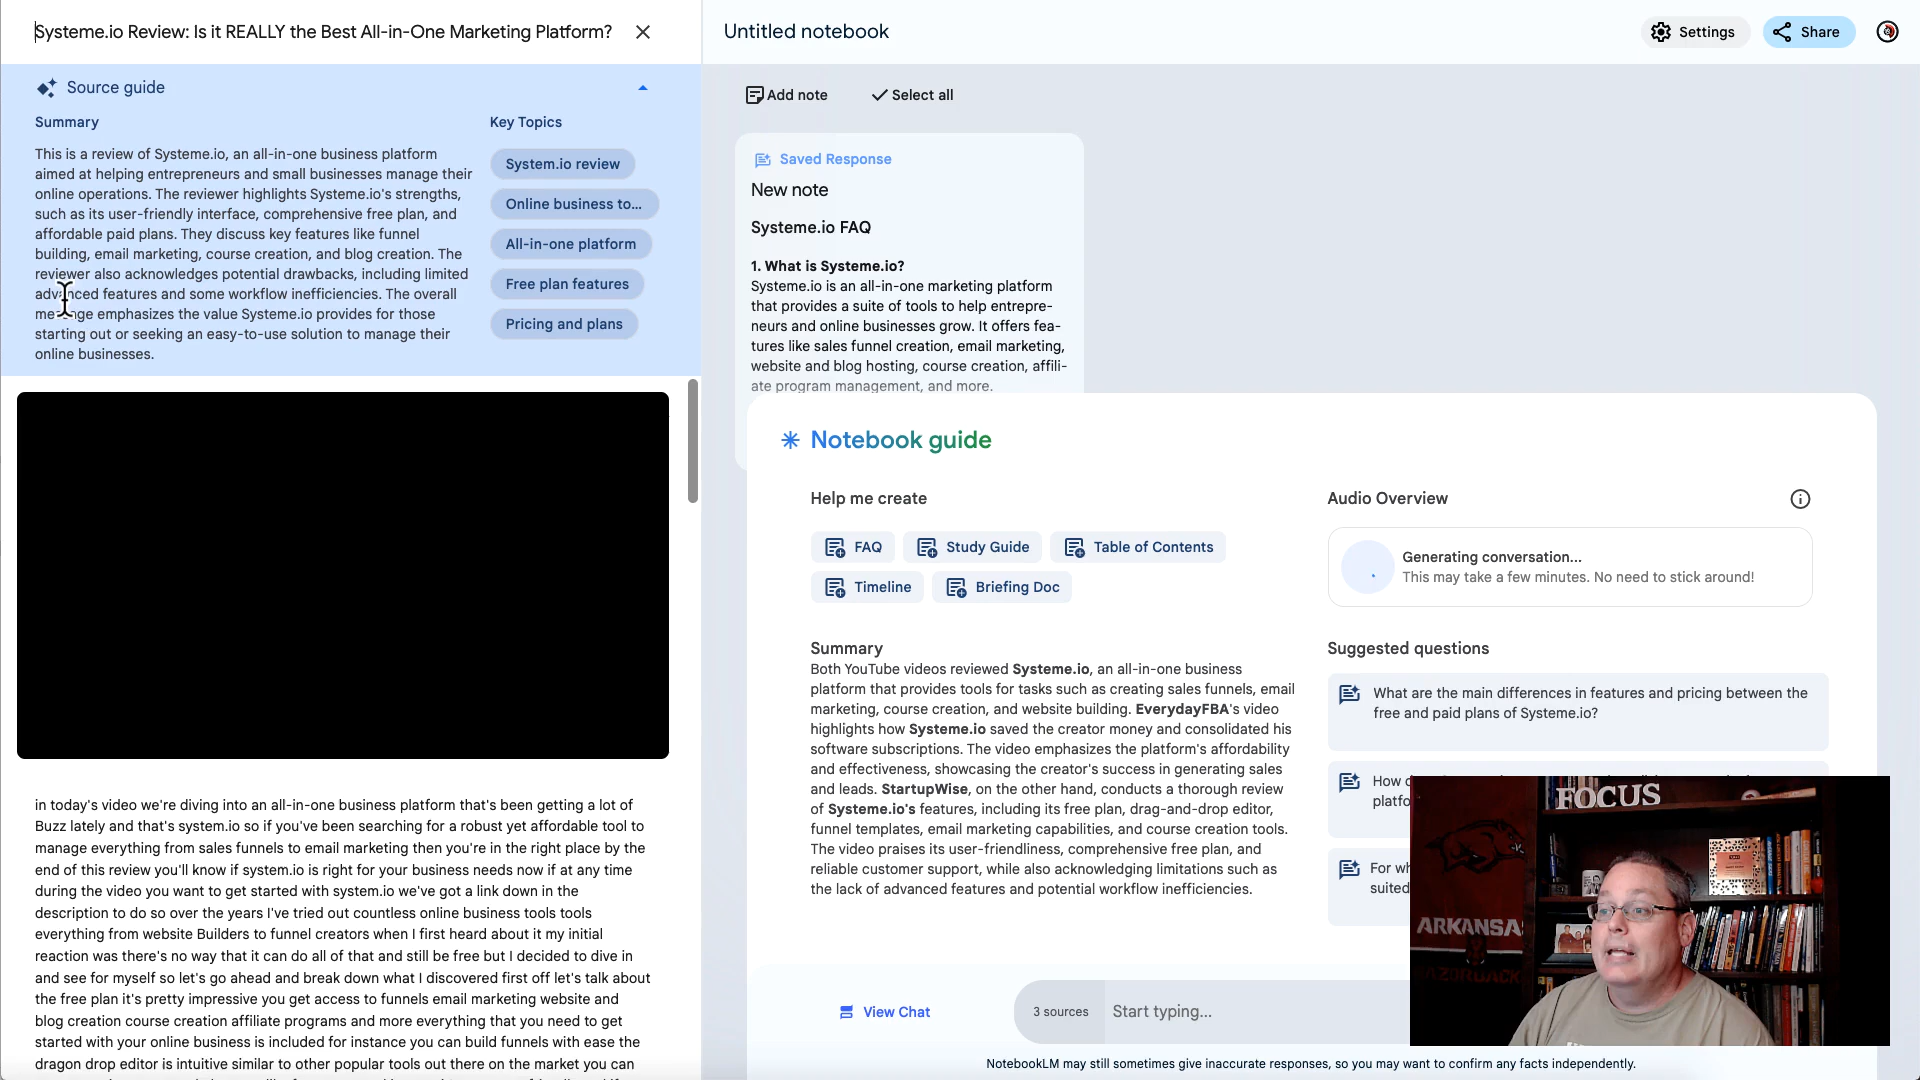 Systeme.io Review: Is it REALLY the Best All-in-One Marketing Platform?
Source guide
Summary
This is a review of Systeme.io, an all-in-one business platform
aimed at helping entrepreneurs and small businesses manage their
online operations. The reviewer highlights Systeme.io's strengths,
such as its user-friendly interface, comprehensive free plan, and
affordable paid plans. They discuss key features like funnel
building, email marketing, course creation, and blog creation. The
reviewer also acknowledges potential drawbacks, including limited
advanced features and some workflow inefficiencies. The overall
message emphasizes the value Systeme.io provides for those
starting out or seeking an easy-to-use solution to manage their
online businesses.
Key Topics
System.io review
Online business to...
All-in-one platform
Free plan features
Pricing and plans
in today's video we're diving into an all-in-one business platform that's been getting a lot of
Buzz lately and that's system.io so if you've been searching for a robust yet affordable tool to
manage everything from sales funnels to email marketing then you're in the right place by the
end of this review you'll know if system.io is right for your business needs now if at any time
during the video you want to get started with system.io we've got a link down in the
description to do so over the years I've tried out countless online business tools tools
everything from website Builders to funnel creators when I first heard about it my initial
reaction was there's no way that it can do all of that and still be free but I decided to dive in
and see for myself so let's go ahead and break down what I discovered first off let's talk about
the free plan it's pretty impressive you get access to funnels email marketing website and
blog creation course creation affiliate programs and more everything that you need to get
started with your online business is included for instance you can build funnels with ease the
dragon drop editor is intuitive similar to other popular tools out there on the market you can
Untitled notebook
Settings
Share
Add note
Select all
Saved Response
New note
Systeme.io FAQ
1. What is Systeme.io?
Systeme.io is an all-in-one marketing platform
that provides a suite of tools to help entrepre-
neurs and online businesses grow. It offers fea-
tures like sales funnel creation, email marketing,
website and blog hosting, course creation, affili-
ate program management, and more.
Notebook guide
Help me create
FAQ
Study Guide
Table of Contents
Timeline
Briefing Doc
Summary
Both YouTube videos reviewed Systeme.io, an all-in-one business
platform that provides tools for tasks such as creating sales funnels, email
marketing, course creation, and website building. EverydayFBA's video
highlights how Systeme.io saved the creator money and consolidated his
software subscriptions. The video emphasizes the platform's affordability
and effectiveness, showcasing the creator's success in generating sales
and leads. StartupWise, on the other hand, conducts a thorough review
of Systeme.io's features, including its free plan, drag-and-drop editor,
funnel templates, email marketing capabilities, and course creation tools.
The video praises its user-friendliness, comprehensive free plan, and
reliable customer support, while also acknowledging limitations such as
the lack of advanced features and potential workflow inefficiencies.
Audio Overview
Generating conversation...
This may take a few minutes. No need to stick around!
Suggested questions
What are the main differences in features and pricing between the
free and paid plans of Systeme.io?
How
platfo
For wh
suited
FOCUS
ARKANSA
RAZORBACK
View Chat
3 sources
Start typing...
NotebookLM may still sometimes give inaccurate responses, so you may want to confirm any facts independently.